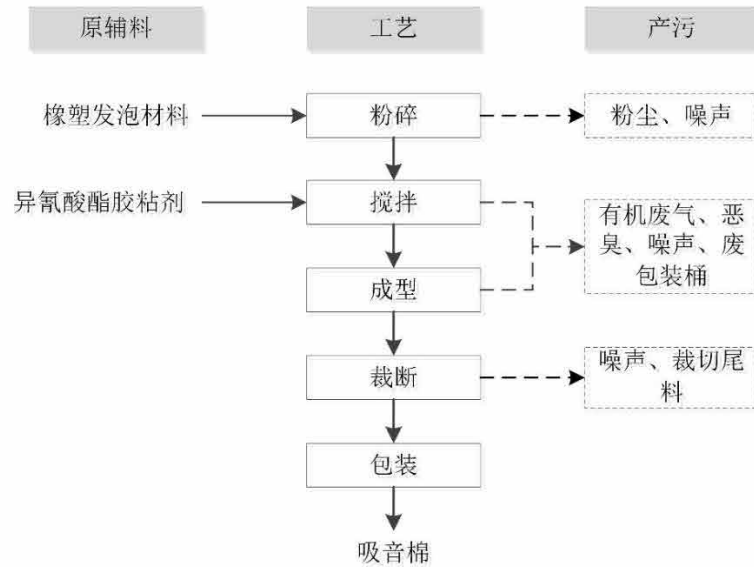 原辅料
工艺
产污
橡塑发泡材料
粉碎
粉尘、噪声
异氰酸酯胶粘剂
搅拌
有机废气、恶
臭、噪声、废
包装桶
成型
裁断
噪声、裁切尾
料
包装
吸音棉